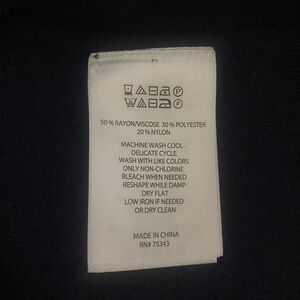 50% RAYON/VISCOSE 30% POLYESTER
20% NYLON
MACHINE WASH COOL-
DELICATE CYCLE
WASH WITH LIKE COLORS
ONLY NON-CHLORINE
BLEACH WHEN NEEDED
RESHAPE WHILE DAMP
DRY FLAT
LOW IRON IF NEEDED
OR DRY CLEAN
MADE IN CHINA
RN# 75343